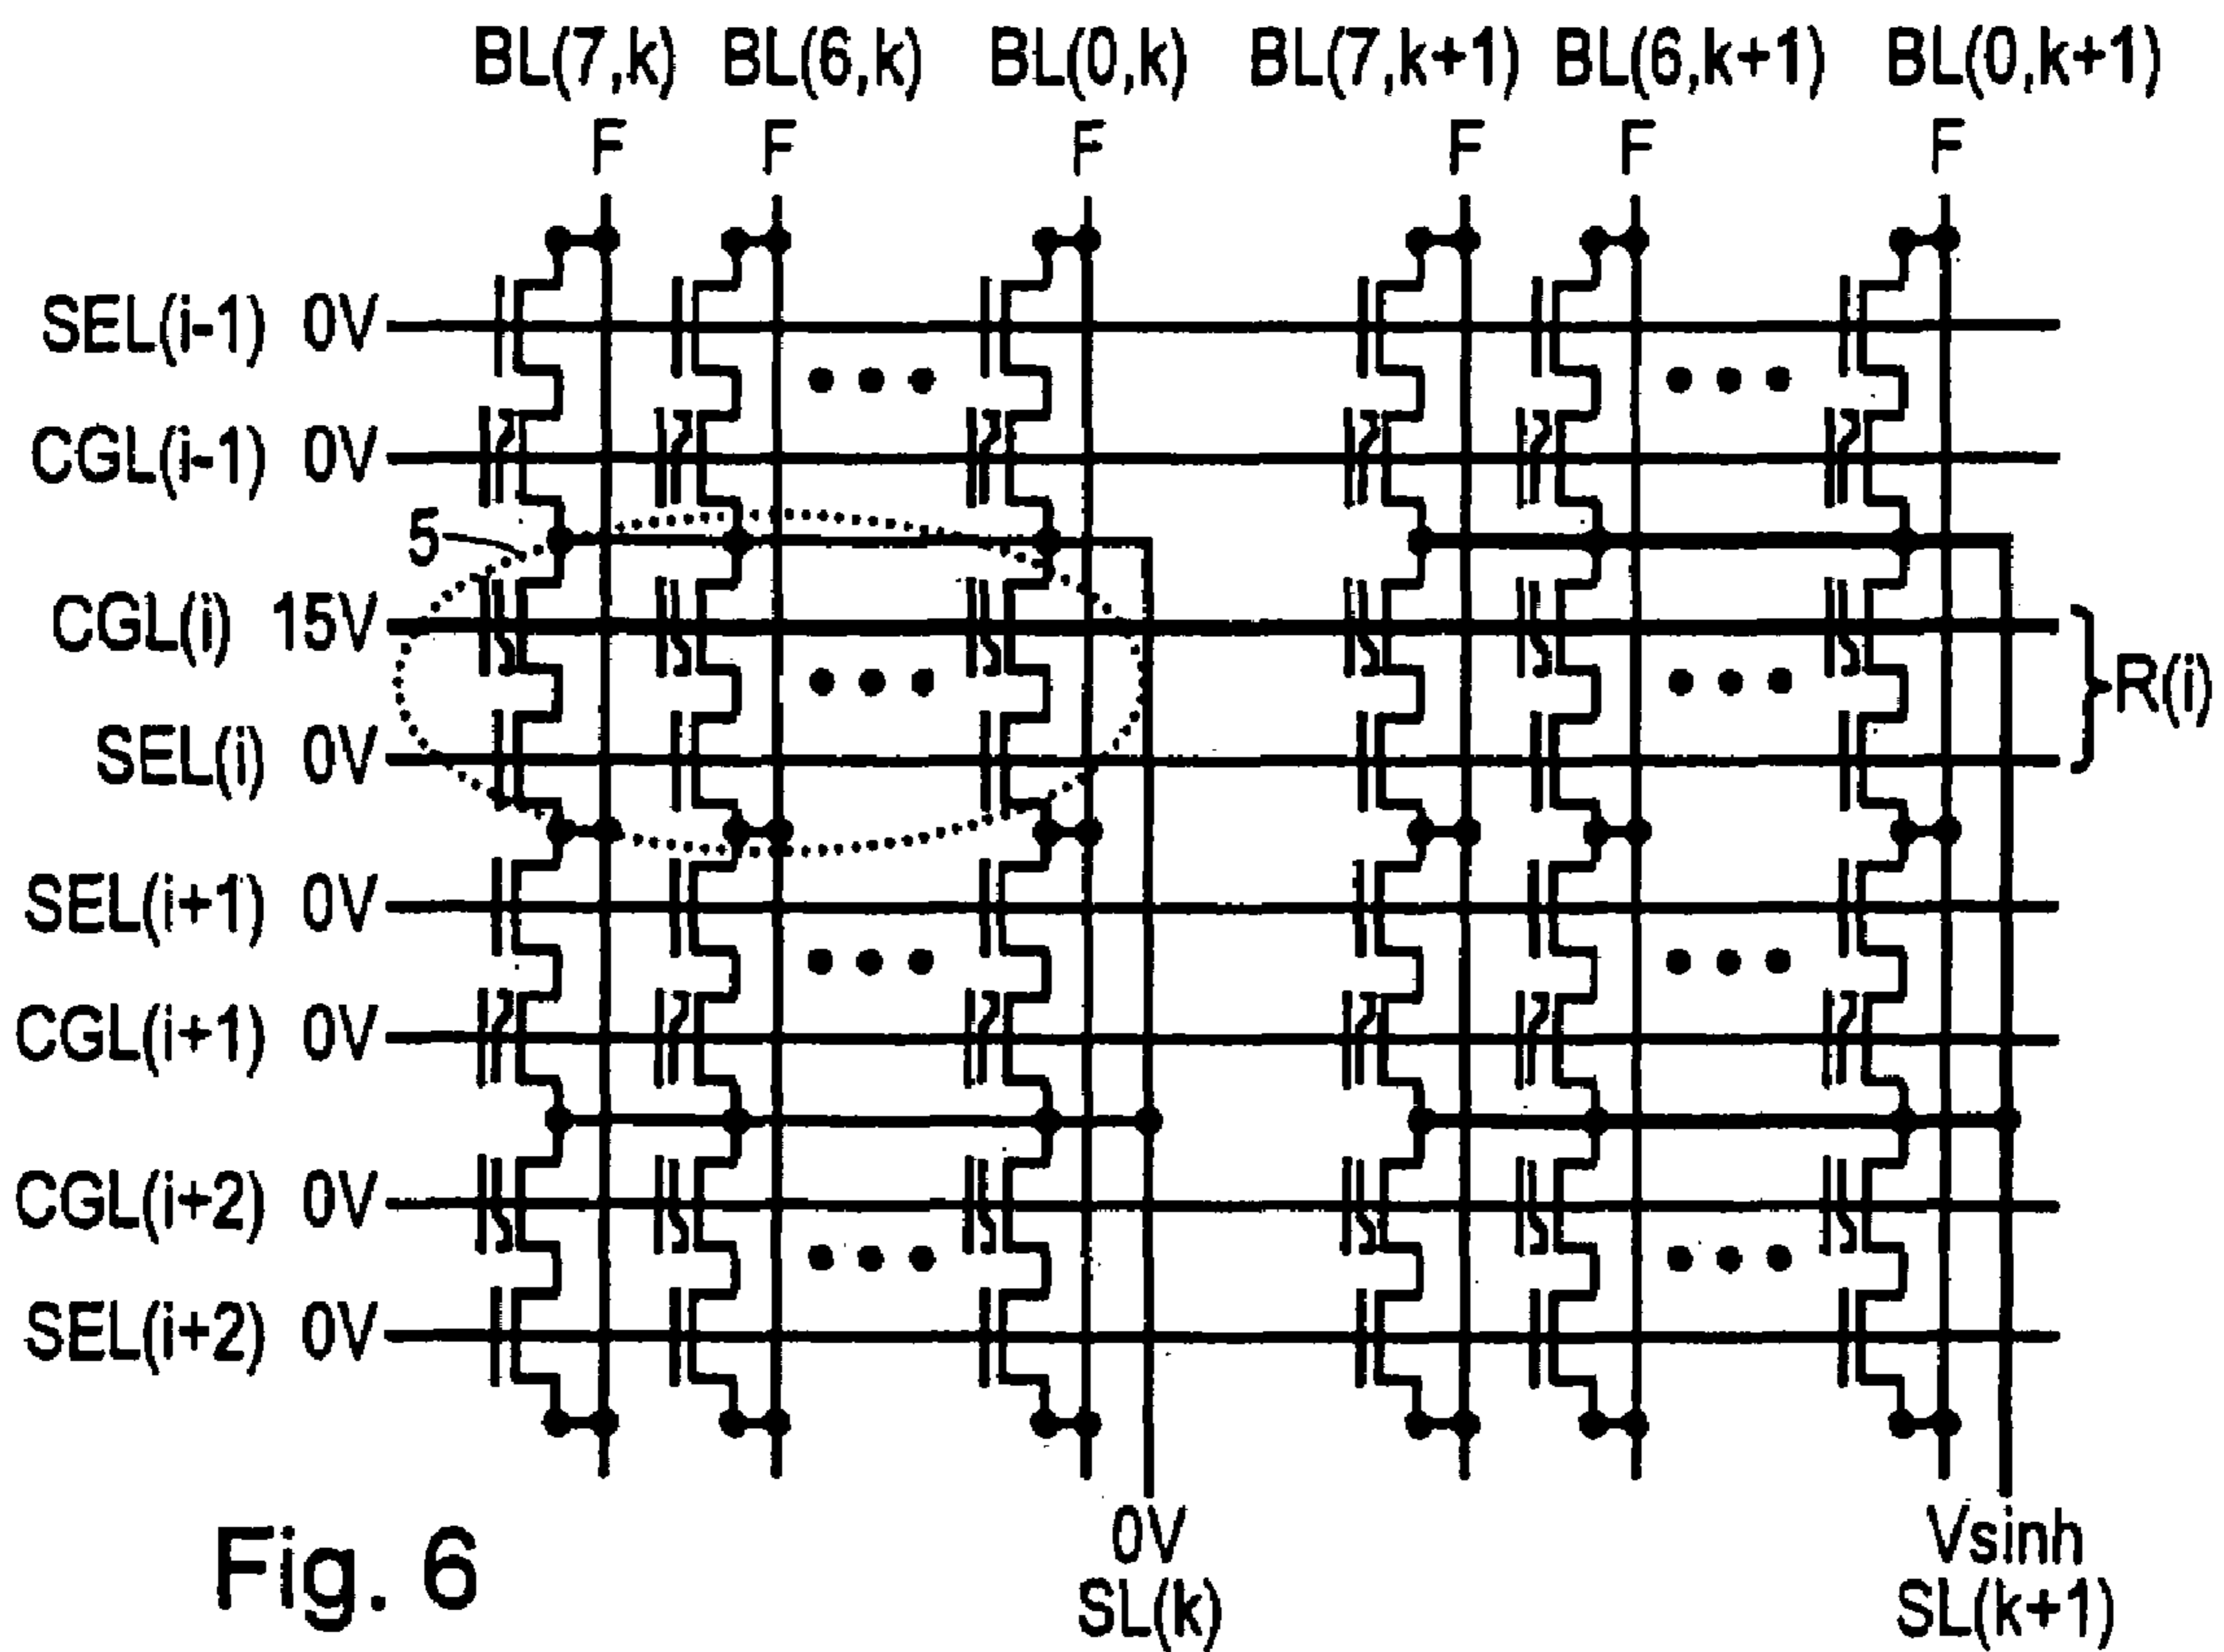 BL(7,k) BL(6,k) BL(0,k) BL(7,k+1) BL(6,k+1) BL(0,k+1)
F F F F F F
SEL(i-1) 0V
CGL(i-1) 0V
5
CGL(i) 15V
R(i)
SEL(i) 0V
SEL(i+1) 0V
CGL(i+1) 0V
CGL(i+2) 0V
SEL(i+2) 0V
0V Vsinh
SL(k) SL(k+1)
Fig. 6